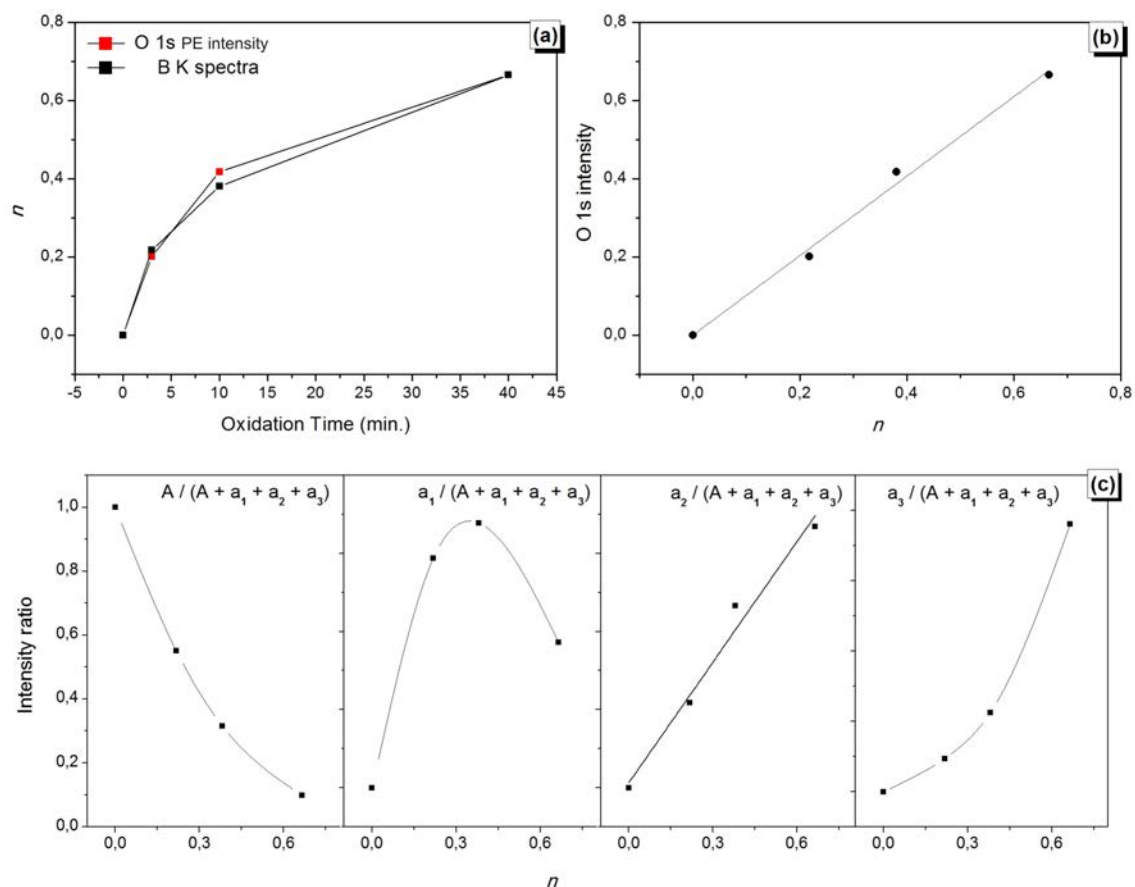 (a)
O 1s PE intensity
B K spectra
0,8
0,6
0,4
0,2
0,0
n
-5 0 5 10 15 20 25 30 35 40 45
Oxidation Time (min.)
(b)
0,8
0,6
0,4
0,2
0,0
O 1s intensity
0,0 0,2 0,4 0,6 0,8
n
(c)
A / (A + a1 + a2 + a3)
a1 / (A + a1 + a2 + a3)
a2 / (A + a1 + a2 + a3)
a3 / (A + a1 + a2 + a3)
1,0
0,8
0,6
0,4
0,2
0,0
Intensity ratio
0,0 0,3 0,6
0,0 0,3 0,6
0,0 0,3 0,6
0,0 0,3 0,6
n